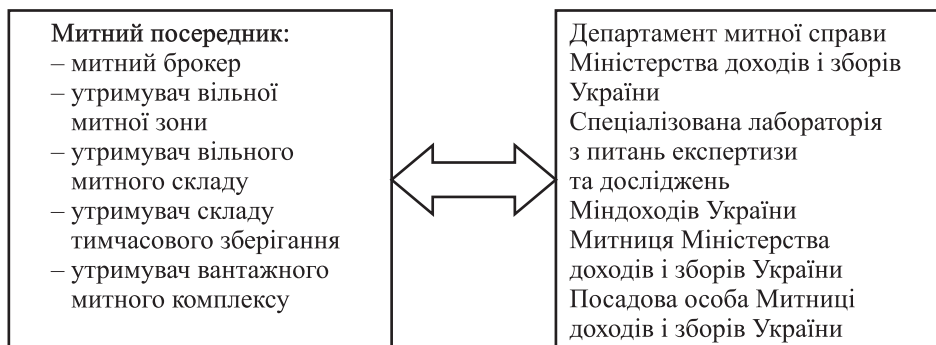 Митний посередник:
– митний брокер
– утримувач вільної
митної зони
– утримувач вільного
митного складу
– утримувач складу
тимчасового зберігання
– утримувач вантажного
митного комплексу
Департамент митної справи
Міністерства доходів і зборів
України
Спеціалізована лабораторія
з питань експертизи
та досліджень
Міндоходів України
Митниця Міністерства
доходів і зборів України
Посадова особа Митниці
доходів і зборів України